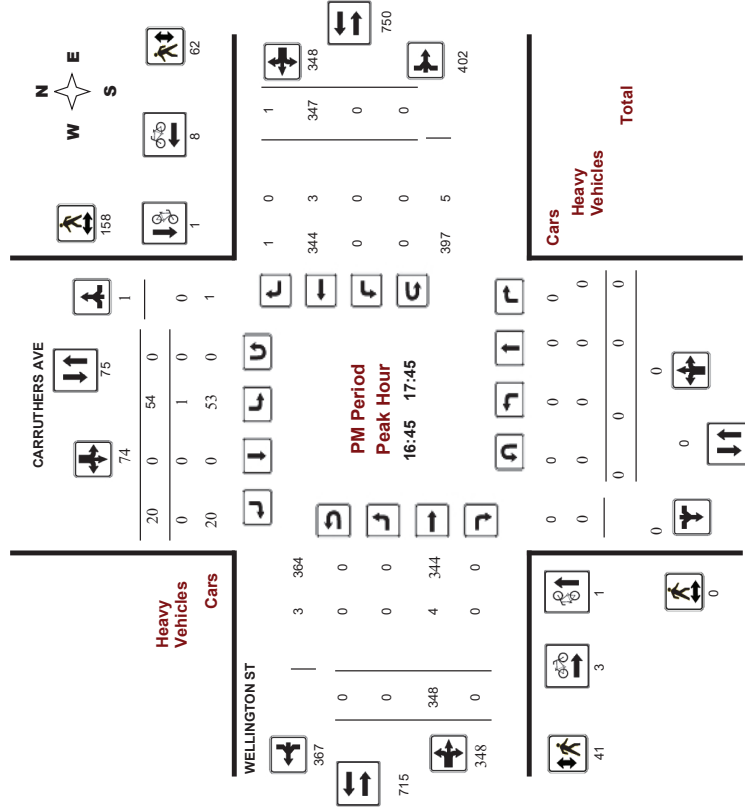 N
W
E
S
62
8
158
1
CARRUTHERS AVE
75
74
1
20 0 54 0
0 0 1 0 0
20 0 53 0 1
Heavy
Vehicles
Cars
750
348
402
1 347 0 0
0 3 0 0 5
1 344 0 0 397
PM Period
Peak Hour
16:45 17:45
WELLINGTON ST
364 0 0 344 0
3 0 0 4 0
0 0 348 0
367
715
348
Cars
Heavy
Vehicles
Total
0 0 0 0 0
0 0 0 0 0
0 0 0 0
0
0
0
1
3
41
0